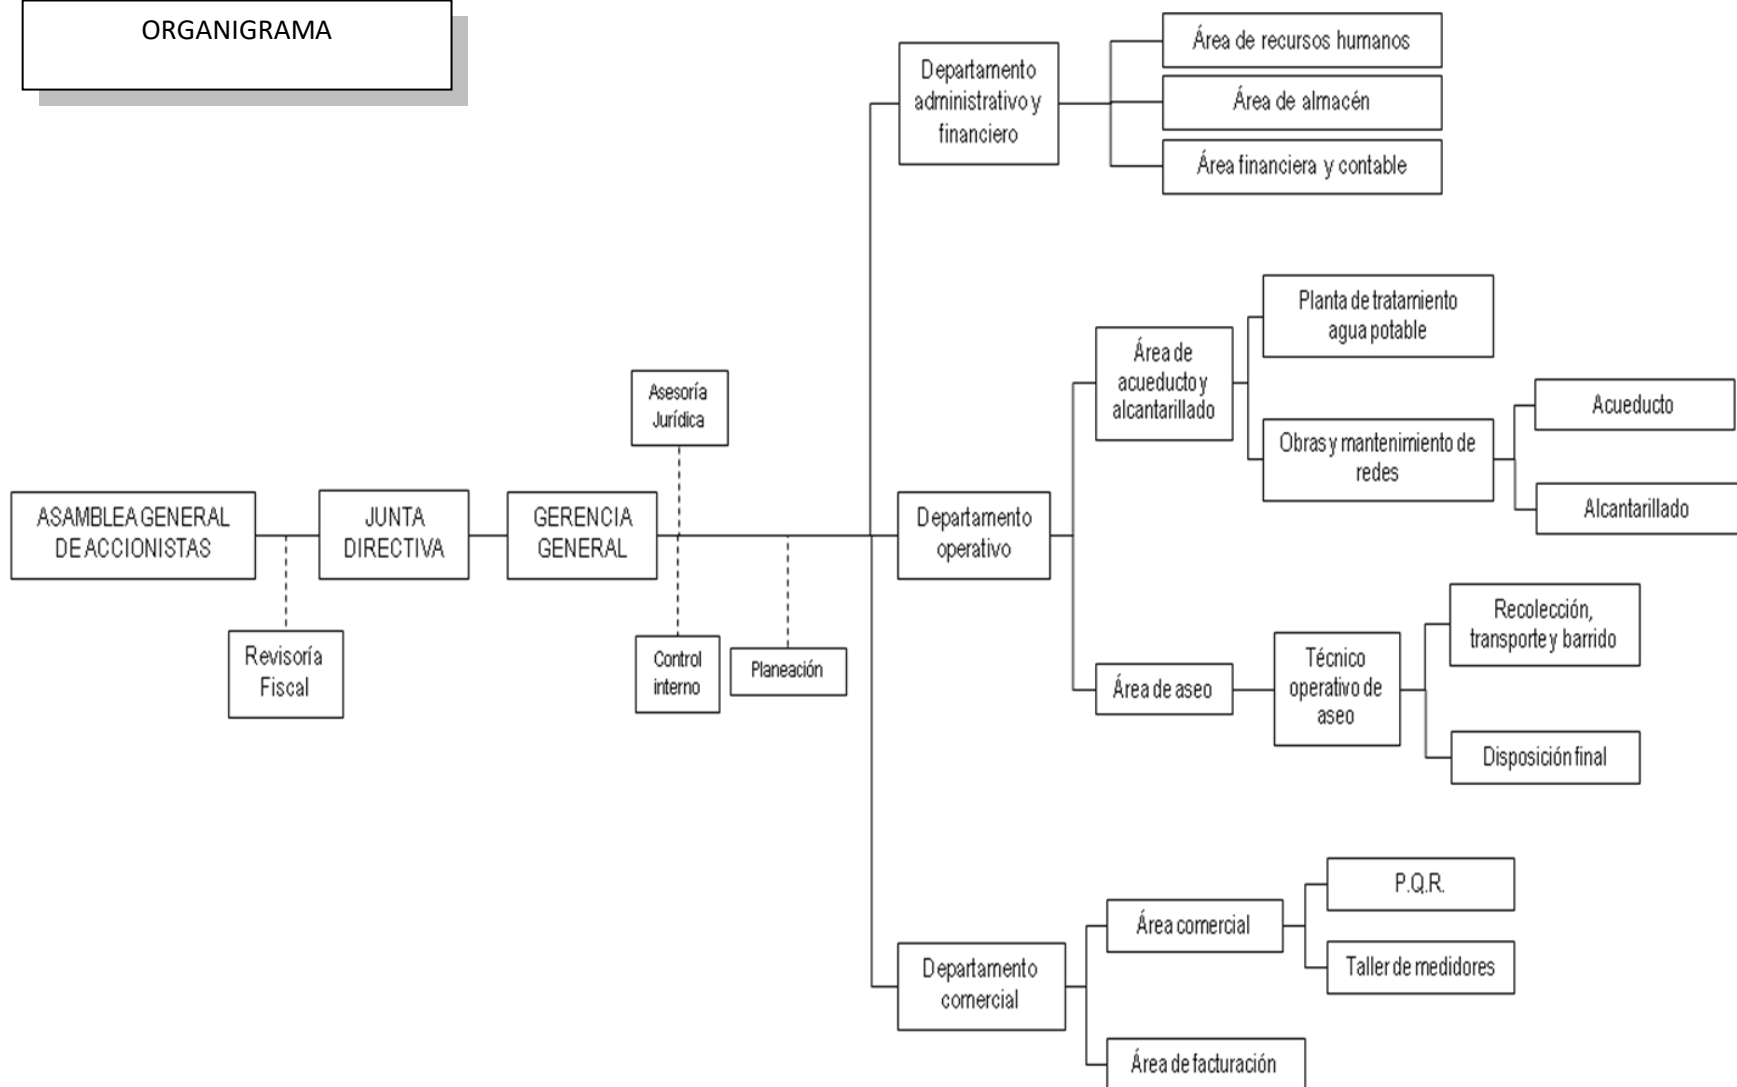 ORGANIGRAMA
ASAMBLEA GENERAL
DE ACCIONISTAS
Revisoría
Fiscal
JUNTA
DIRECTIVA
GERENCIA
GENERAL
Asesoría
Jurídica
Control
interno
Planeación
Departamento
administrativo y
financiero
Área de recursos humanos
Área de almacén
Área financiera y contable
Departamento
operativo
Área de
acueducto y
alcantarillado
Planta de tratamiento
agua potable
Obras y mantenimiento de
redes
Acueducto
Alcantarillado
Área de aseo
Técnico
operativo de
aseo
Recolección,
transporte y barrido
Disposición final
Departamento
comercial
Área comercial
P.Q.R.
Taller de medidores
Área de facturación